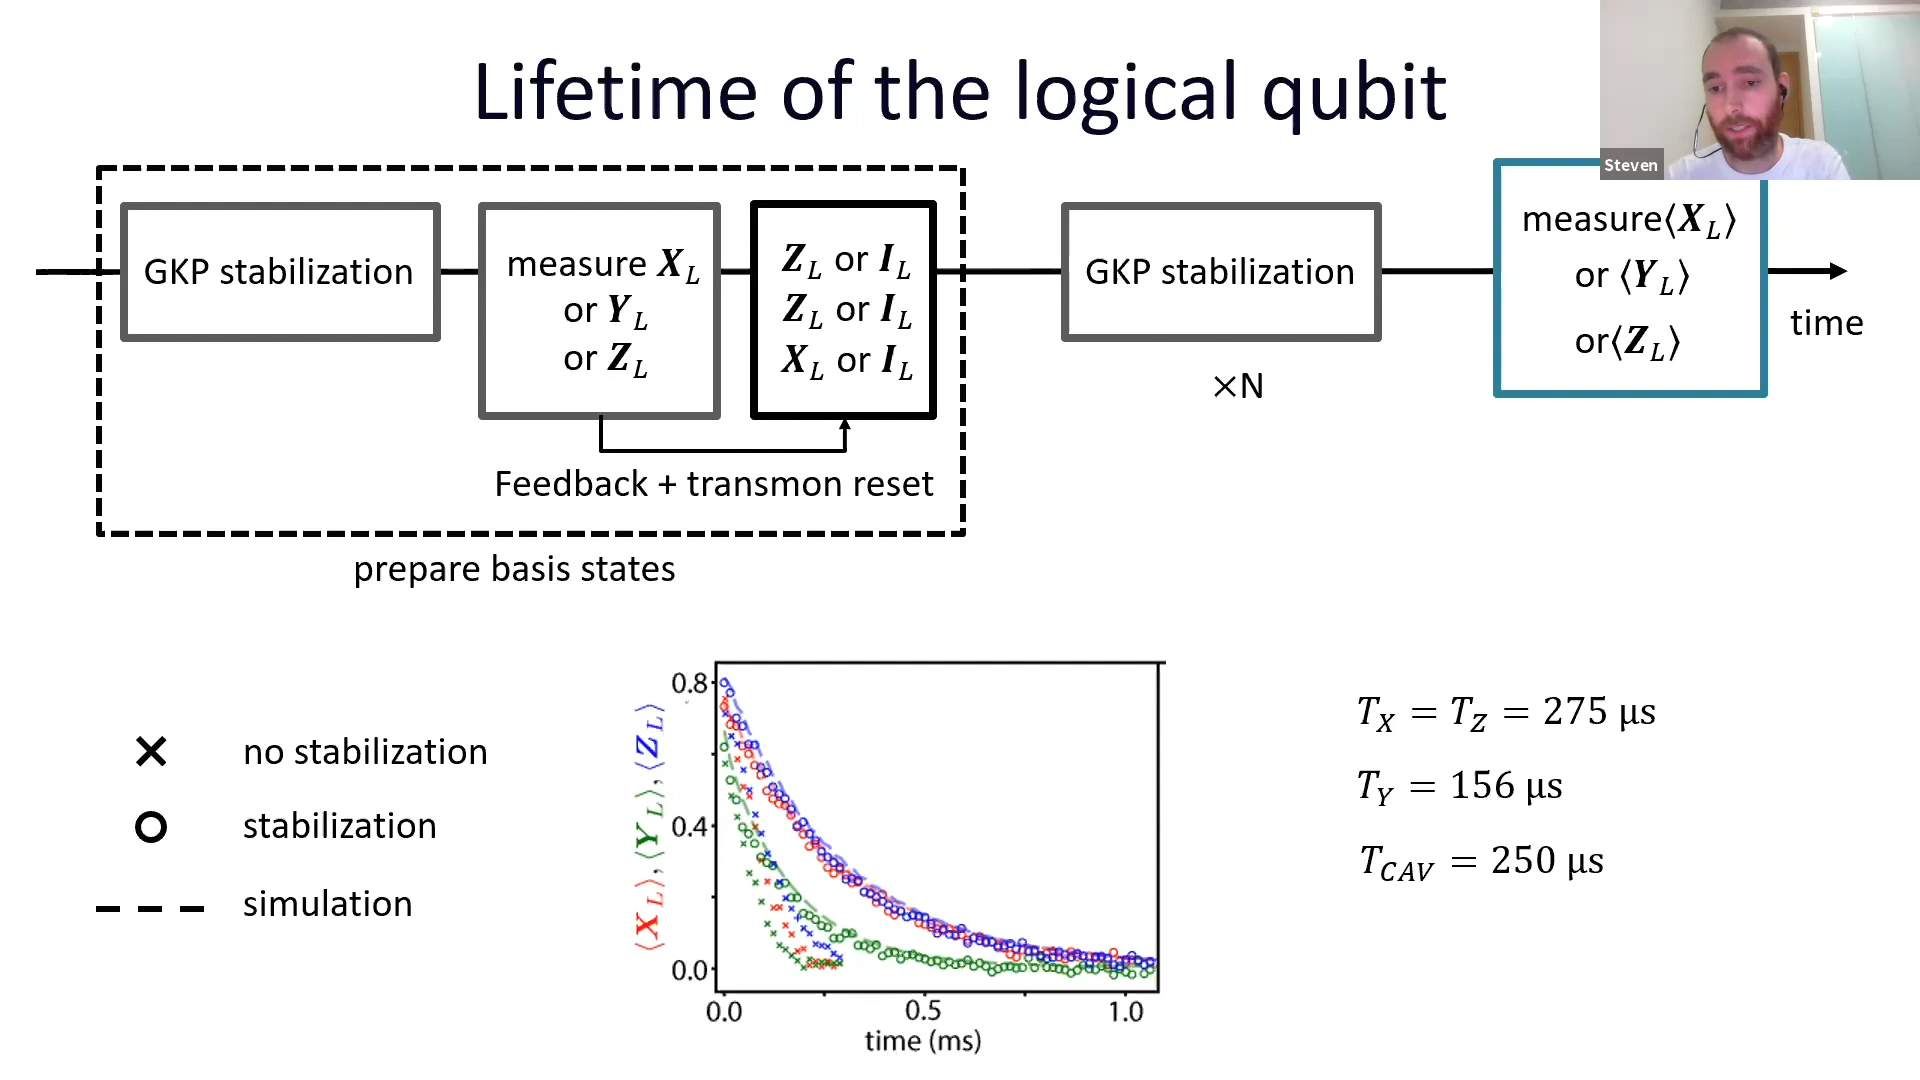 Lifetime of the logical qubit
Steven
GKP stabilization
measure X_L
or Y_L
or Z_L
Z_L or I_L
Z_L or I_L
X_L or I_L
Feedback + transmon reset
prepare basis states
GKP stabilization
×N
measure⟨X_L⟩
or ⟨Y_L⟩
or⟨Z_L⟩
time
× no stabilization
stabilization
simulation
⟨X_L⟩, ⟨Y_L⟩, ⟨Z_L⟩
0.8
0.4
0.0
0.0 0.5 1.0
time (ms)
T_X = T_Z = 275 μs
T_Y = 156 μs
T_CAV = 250 μs